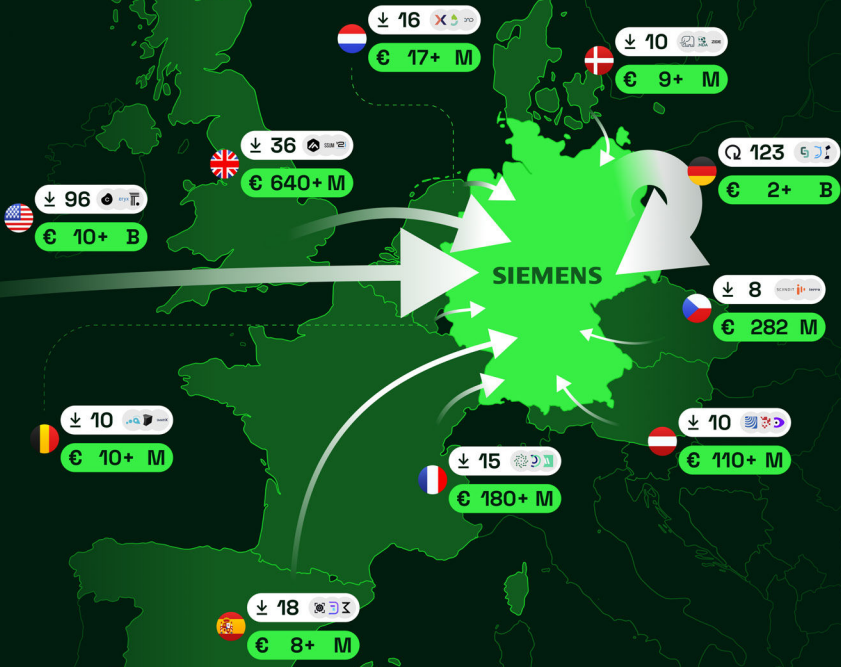 16
€ 17+ M
10
€ 9+ M
36
€ 640+ M
123
€ 2+ B
96
€ 10+ B
SIEMENS
8
€ 282 M
10
€ 10+ M
10
€ 110+ M
15
€ 180+ M
18
€ 8+ M